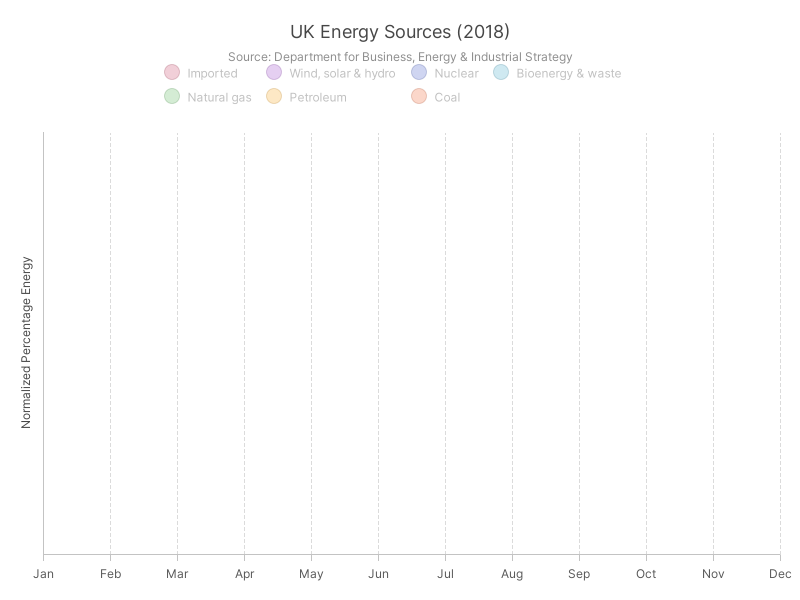 UK Energy Sources (2018)
Source: Department for Business, Energy & Industrial Strategy
Imported Wind, solar & hydro Nuclear Bioenergy & waste
Natural gas Petroleum Coal
Normalized Percentage Energy
Jan Feb Mar Apr May Jun Jul Aug Sep Oct Nov Dec